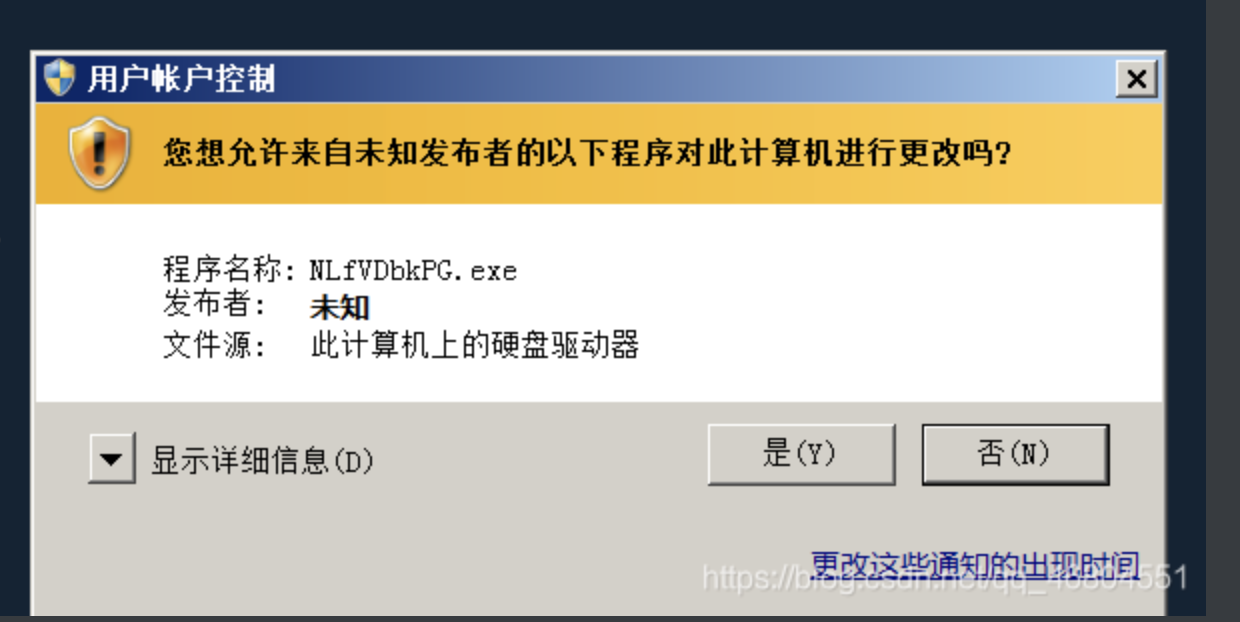 用户帐户控制
您想允许来自未知发布者的以下程序对此计算机进行更改吗?
程序名称: NLfVDbkPG.exe
发布者: 未知
文件源: 此计算机上的硬盘驱动器
显示详细信息(D)
是(Y)
否(N)
更改这些通知的出现时间
https://blog.csdn.net/qq_46804551